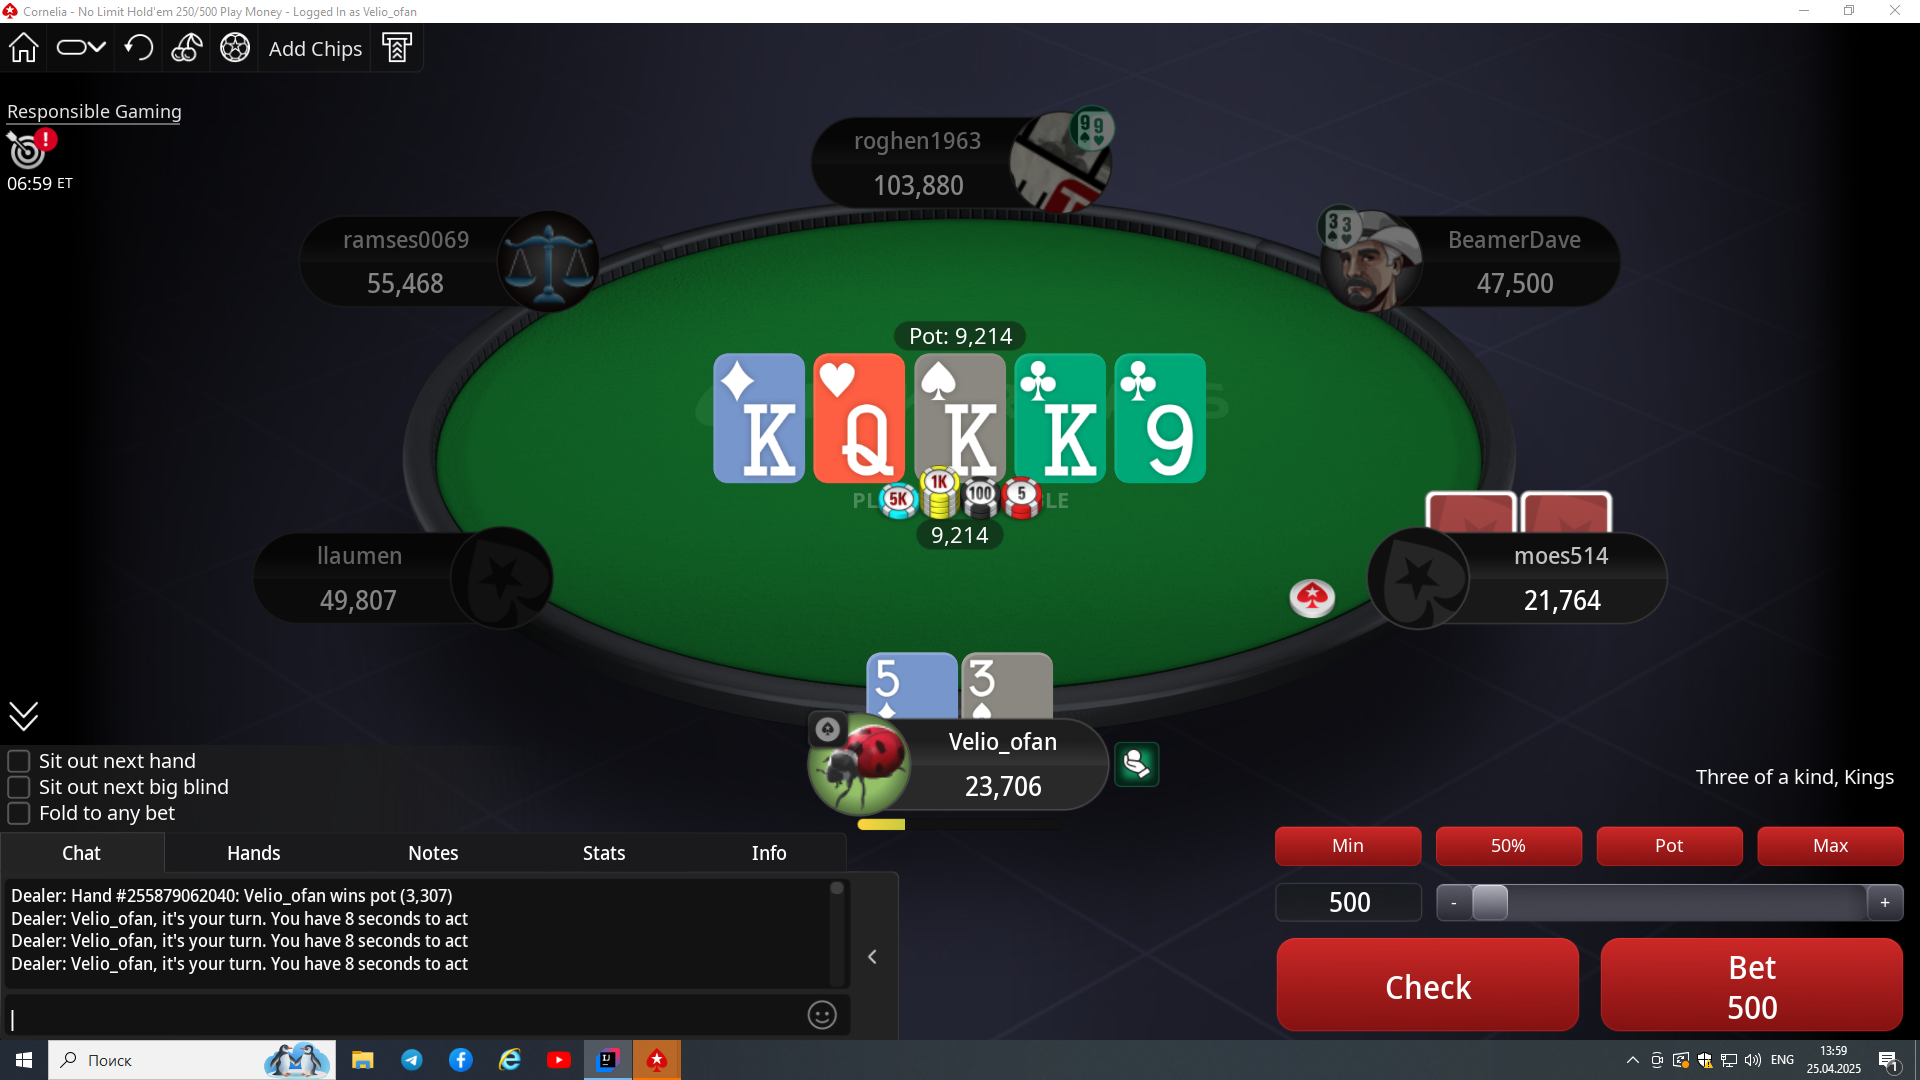 Cornelia - No Limit Hold'em 250/500 Play Money - Logged In as Velio_ofan
Add Chips
Responsible Gaming
!
06:59 ET
roghen1963
103,880
9 9
ramses0069
55,468
3 3
BeamerDave
47,500
Pot: 9,214
K Q K K 9
5K 1K 100 5
9,214
llaumen
49,807
moes514
21,764
5 3
Velio_ofan
23,706
Sit out next hand
Sit out next big blind
Fold to any bet
Three of a kind, Kings
Chat Hands Notes Stats Info
Min 50% Pot Max
Dealer: Hand #255879062040: Velio_ofan wins pot (3,307)
Dealer: Velio_ofan, it's your turn. You have 8 seconds to act
Dealer: Velio_ofan, it's your turn. You have 8 seconds to act
Dealer: Velio_ofan, it's your turn. You have 8 seconds to act
500 - +
Check
Bet
500
Поиск
IJ
ENG
13:59
25.04.2025
1